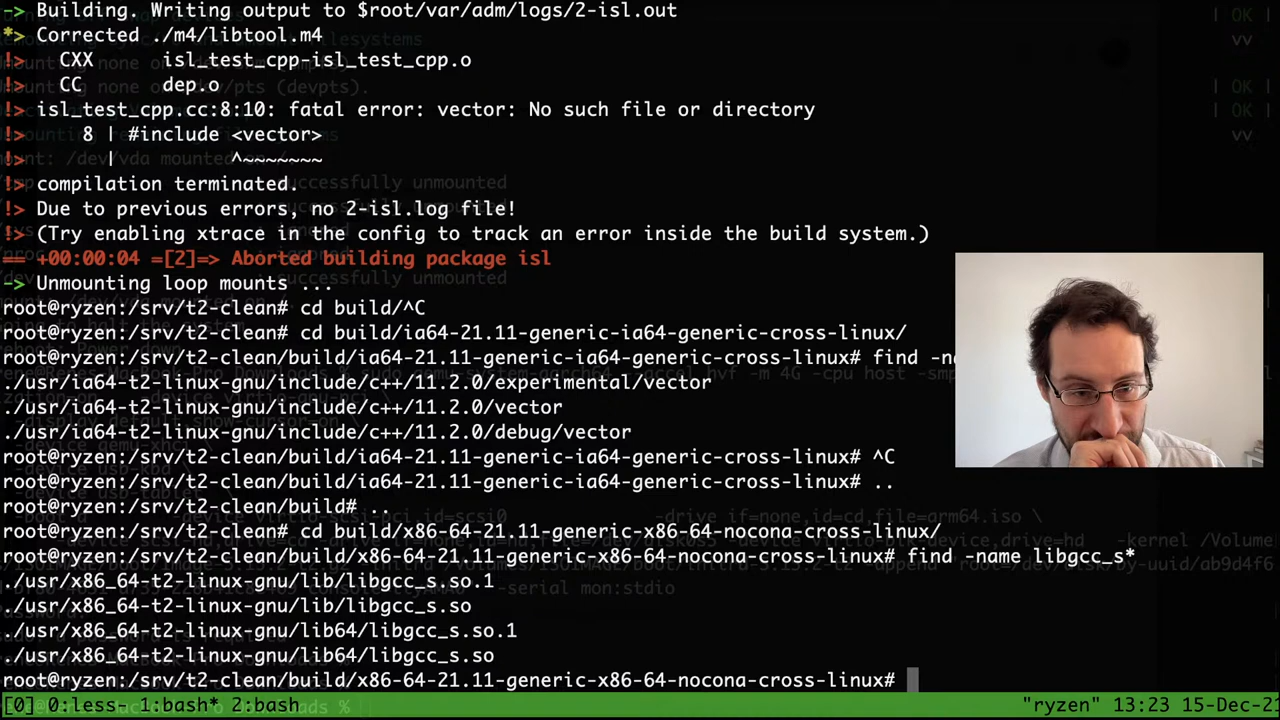 -> Building. Writing output to $root/var/adm/logs/2-isl.out
*> Corrected ./m4/libtool.m4
!> CXX isl_test_cpp-isl_test_cpp.o
!> CC dep.o
!> isl_test_cpp.cc:8:10: fatal error: vector: No such file or directory
!> 8 | #include <vector>
!> | ^~~~~~~
!> compilation terminated.
!> Due to previous errors, no 2-isl.log file!
!> (Try enabling xtrace in the config to track an error inside the build system.)
== +00:00:04 =[2]=> Aborted building package isl
-> Unmounting loop mounts ...
root@ryzen:/srv/t2-clean# cd build/^C
root@ryzen:/srv/t2-clean# cd build/ia64-21.11-generic-ia64-generic-cross-linux/
root@ryzen:/srv/t2-clean/build/ia64-21.11-generic-ia64-generic-cross-linux# find
./usr/ia64-t2-linux-gnu/include/c++/11.2.0/experimental/vector
./usr/ia64-t2-linux-gnu/include/c++/11.2.0/vector
./usr/ia64-t2-linux-gnu/include/c++/11.2.0/debug/vector
root@ryzen:/srv/t2-clean/build/ia64-21.11-generic-ia64-generic-cross-linux# ^C
root@ryzen:/srv/t2-clean/build/ia64-21.11-generic-ia64-generic-cross-linux# ..
root@ryzen:/srv/t2-clean/build# ..
root@ryzen:/srv/t2-clean# cd build/x86-64-21.11-generic-x86-64-nocona-cross-linux/
root@ryzen:/srv/t2-clean/build/x86-64-21.11-generic-x86-64-nocona-cross-linux# find -name libgcc_s*
./usr/x86_64-t2-linux-gnu/lib/libgcc_s.so.1
./usr/x86_64-t2-linux-gnu/lib/libgcc_s.so
./usr/x86_64-t2-linux-gnu/lib64/libgcc_s.so.1
./usr/x86_64-t2-linux-gnu/lib64/libgcc_s.so
root@ryzen:/srv/t2-clean/build/x86-64-21.11-generic-x86-64-nocona-cross-linux#
[0] 0:less- 1:bash* 2:bash "ryzen" 13:23 15-Dec-21